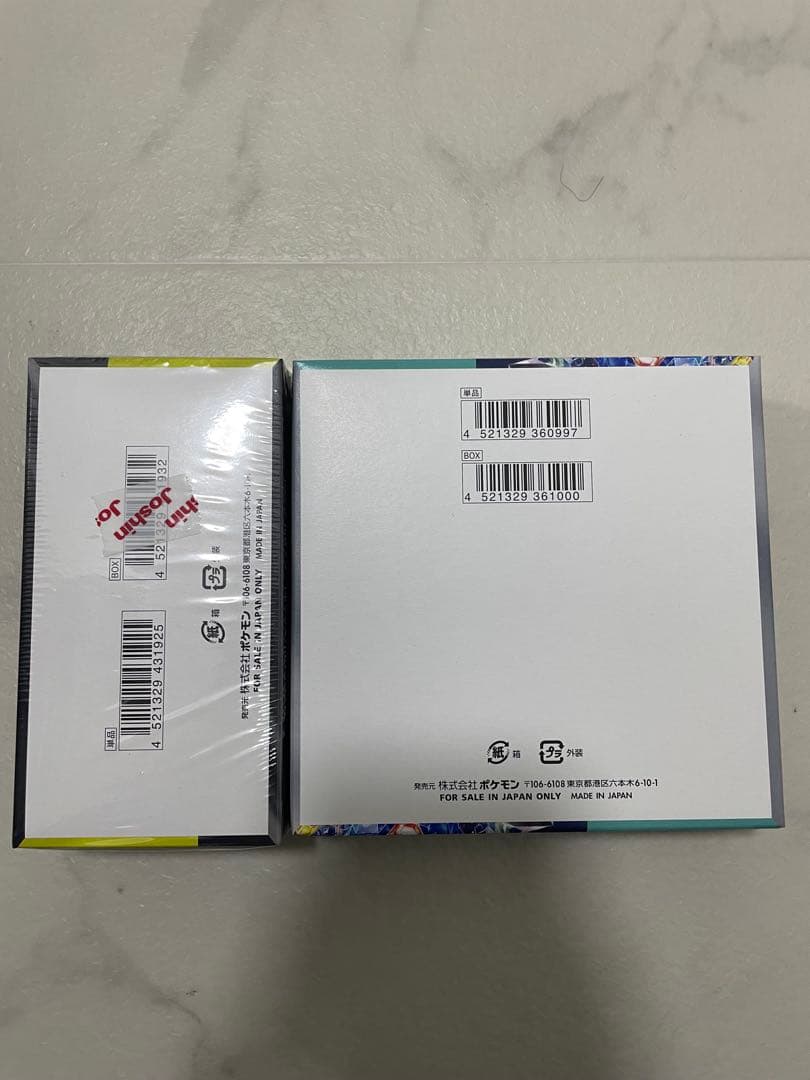 BOX
4 521329 431932
shin
Joshin
Jo
単品
4 521329 431925
紙 箱
プラ 外装
発売元 株式会社ポケモン 〒106-6108 東京都港区六本木6-
FOR SALE IN JAPAN ONLY MADE IN JAPAN
単品
4 521329 360997
BOX
4 521329 361000
紙 箱 プラ 外装
発売元 株式会社ポケモン 〒106-6108 東京都港区六本木6-10-1
FOR SALE IN JAPAN ONLY MADE IN JAPAN